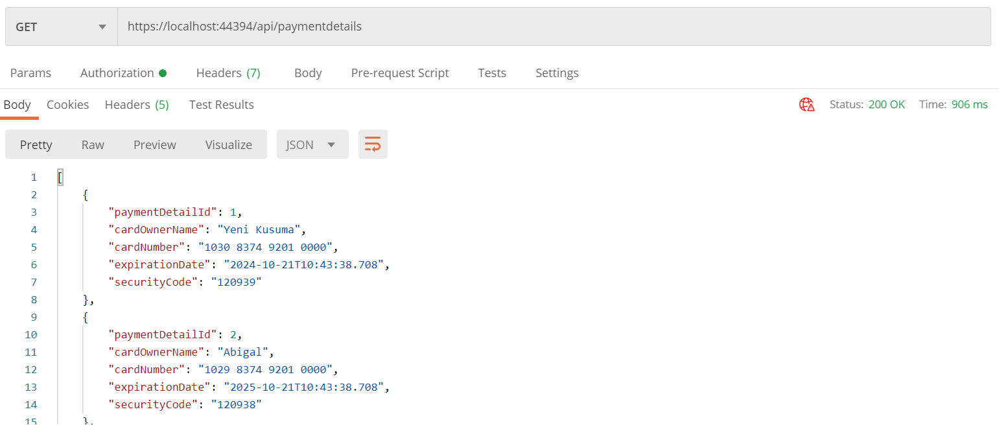 GET https://localhost:44394/api/paymentdetails
Params Authorization Headers (7) Body Pre-request Script Tests Settings
Body Cookies Headers (5) Test Results Status: 200 OK Time: 906 ms
Pretty Raw Preview Visualize JSON
1 [
2 {
3 "paymentDetailId": 1,
4 "cardOwnerName": "Yeni Kusuma",
5 "cardNumber": "1030 8374 9201 0000",
6 "expirationDate": "2024-10-21T10:43:38.708",
7 "securityCode": "120939"
8 },
9 {
10 "paymentDetailId": 2,
11 "cardOwnerName": "Abigal",
12 "cardNumber": "1029 8374 9201 0000",
13 "expirationDate": "2025-10-21T10:43:38.708",
14 "securityCode": "120938"
15 },